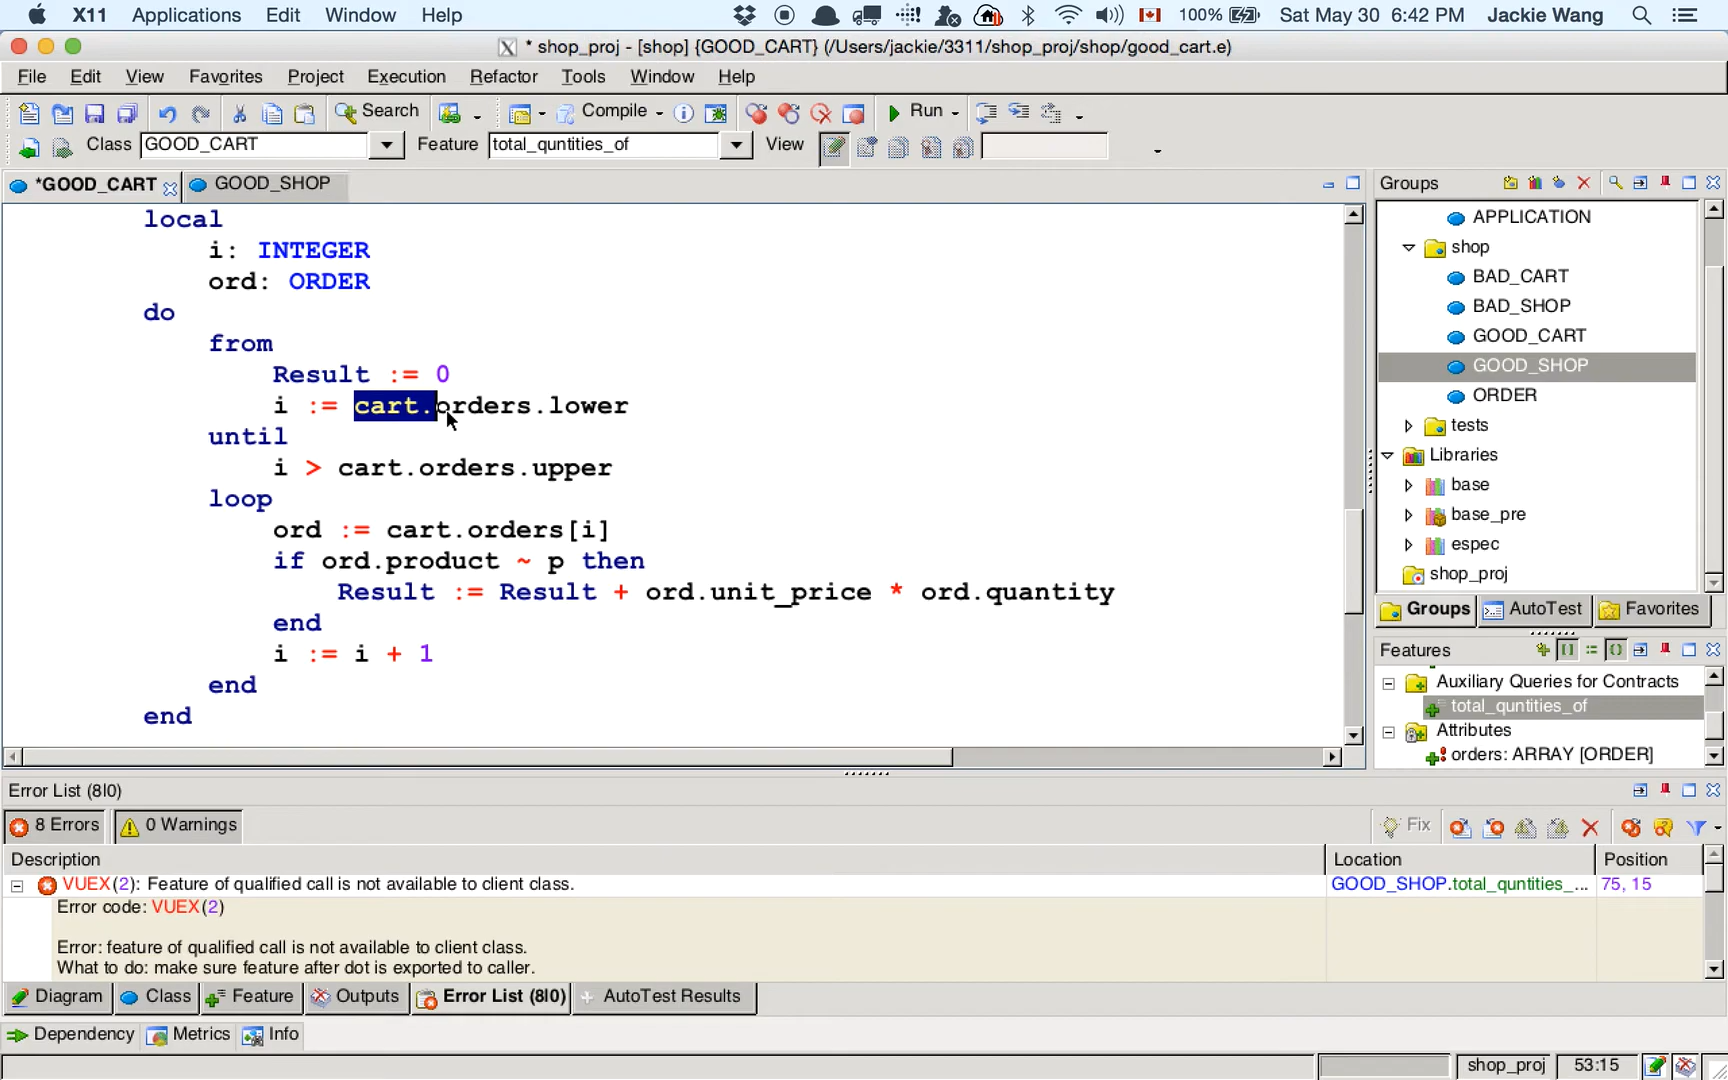 X11 Applications Edit Window Help 100% Sat May 30 6:42 PM Jackie Wang
* shop_proj - [shop] {GOOD_CART} (/Users/jackie/3311/shop_proj/shop/good_cart.e)
File Edit View Favorites Project Execution Refactor Tools Window Help
Search Compile Run
Class GOOD_CART Feature total_quntities_of View
*GOOD_CART GOOD_SHOP
local
i: INTEGER
ord: ORDER
do
from
Result := 0
i := cart.orders.lower
until
i > cart.orders.upper
loop
ord := cart.orders[i]
if ord.product ~ p then
Result := Result + ord.unit_price * ord.quantity
end
i := i + 1
end
end
Groups
APPLICATION
shop
BAD_CART
BAD_SHOP
GOOD_CART
GOOD_SHOP
ORDER
tests
Libraries
base
base_pre
espec
shop_proj
Groups AutoTest Favorites
Features
Auxiliary Queries for Contracts
total_quntities_of
Attributes
orders: ARRAY [ORDER]
Error List (8|0)
8 Errors 0 Warnings Fix
Description Location Position
VUEX(2): Feature of qualified call is not available to client class. GOOD_SHOP.total_quntities_... 75, 15
Error code: VUEX(2)
Error: feature of qualified call is not available to client class.
What to do: make sure feature after dot is exported to caller.
Diagram Class Feature Outputs Error List (8|0) AutoTest Results
Dependency Metrics Info
shop_proj 53:15